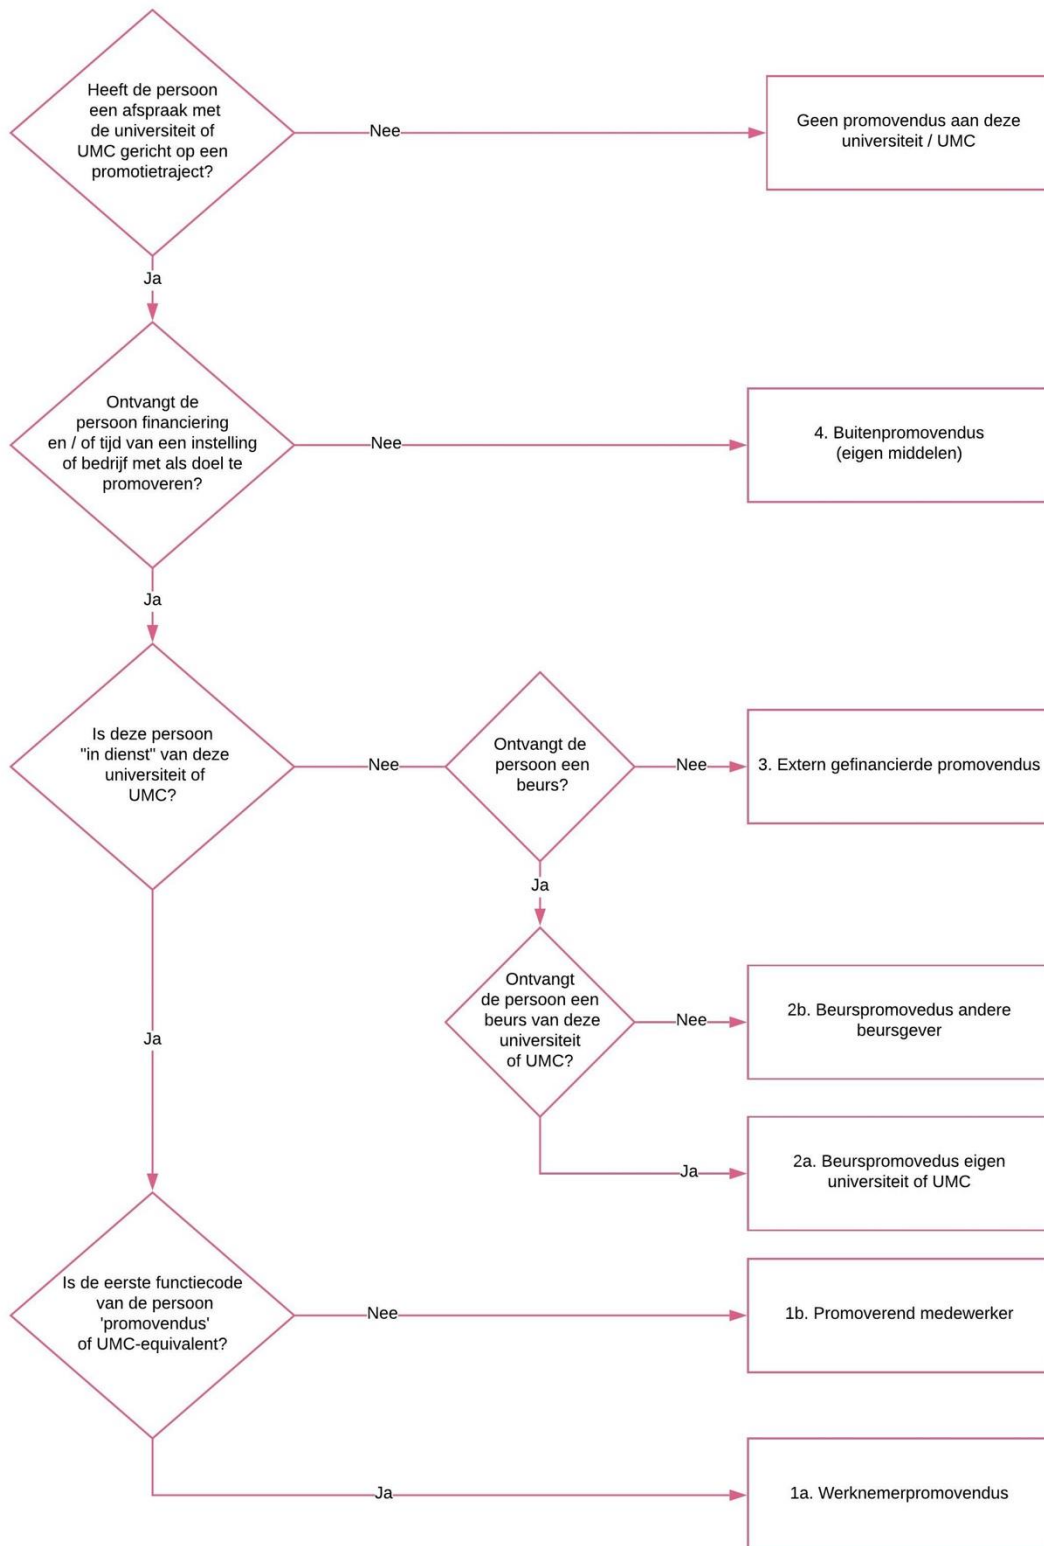 Heeft de persoon
een afspraak met
de universiteit of
UMC gericht op een
promotietraject?
Nee
Geen promovendus aan deze
universiteit / UMC
Ja
Ontvangt de
persoon financiering
en / of tijd van een instelling
of bedrijf met als doel te
promoveren?
Nee
4. Buitenpromovendus
(eigen middelen)
Ja
Is deze persoon
"in dienst" van deze
universiteit of
UMC?
Nee
Ontvangt de
persoon een
beurs?
Nee
3. Extern gefinancierde promovendus
Ja
Ontvangt
de persoon een
beurs van deze
universiteit
of UMC?
Nee
2b. Beurspromovedus andere
beursgever
Ja
Ja
2a. Beurspromovedus eigen
universiteit of UMC
Is de eerste functiecode
van de persoon
'promovendus'
of UMC-equivalent?
Nee
1b. Promoverend medewerker
Ja
1a. Werknemerpromovendus